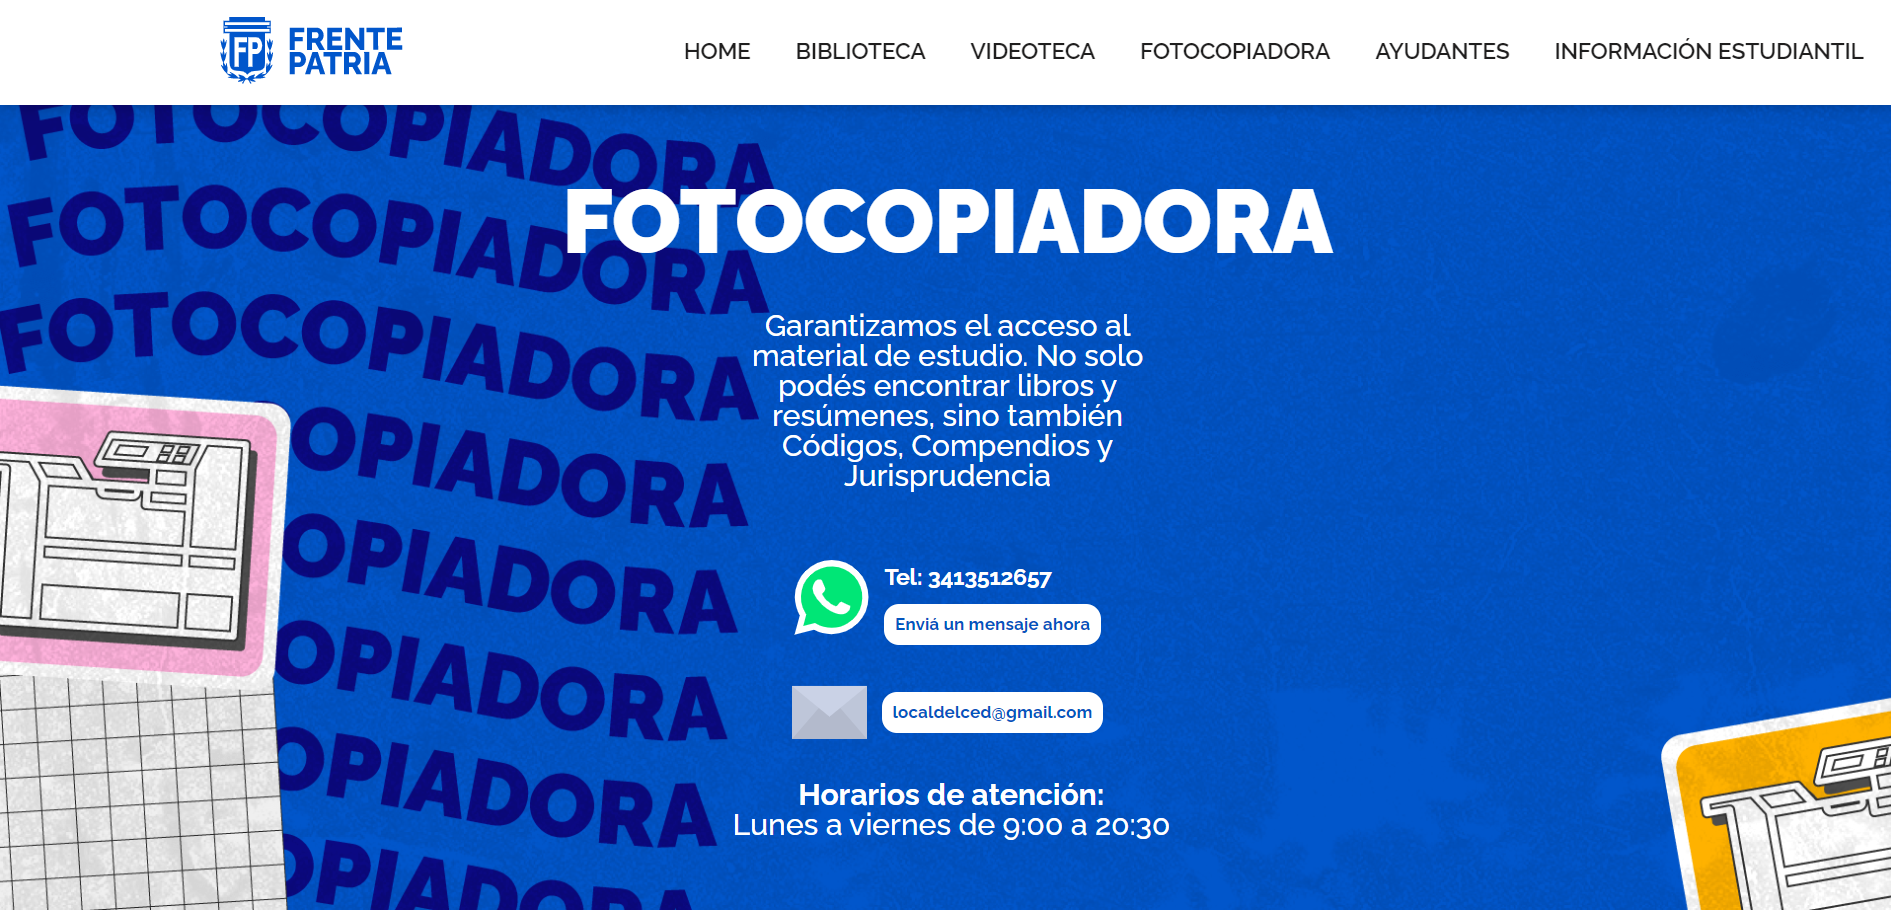 FP FRENTE
PATRIA
HOME BIBLIOTECA VIDEOTECA FOTOCOPIADORA AYUDANTES INFORMACIÓN ESTUDIANTIL
FOTOCOPIADORA
FOTOCOPIADORA
FOTOCOPIADORA
OPIADORA
OPIADORA
OPIADORA
OPIADORA
OPIADORA
FOTOCOPIADORA
Garantizamos el acceso al
material de estudio. No solo
podés encontrar libros y
resúmenes, sino también
Códigos, Compendios y
Jurisprudencia
Tel: 3413512657
Enviá un mensaje ahora
localdelced@gmail.com
Horarios de atención:
Lunes a viernes de 9:00 a 20:30